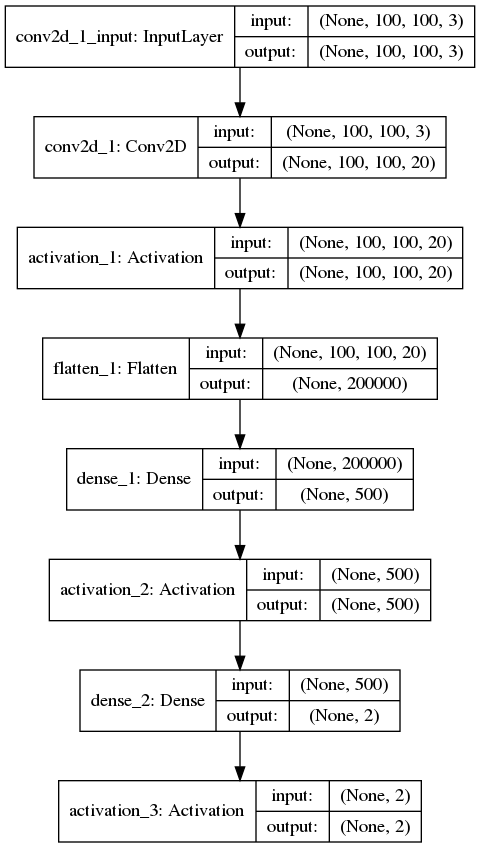 conv2d_1_input: InputLayer
input: (None, 100, 100, 3)
output: (None, 100, 100, 3)
conv2d_1: Conv2D
input: (None, 100, 100, 3)
output: (None, 100, 100, 20)
activation_1: Activation
input: (None, 100, 100, 20)
output: (None, 100, 100, 20)
flatten_1: Flatten
input: (None, 100, 100, 20)
output: (None, 200000)
dense_1: Dense
input: (None, 200000)
output: (None, 500)
activation_2: Activation
input: (None, 500)
output: (None, 500)
dense_2: Dense
input: (None, 500)
output: (None, 2)
activation_3: Activation
input: (None, 2)
output: (None, 2)